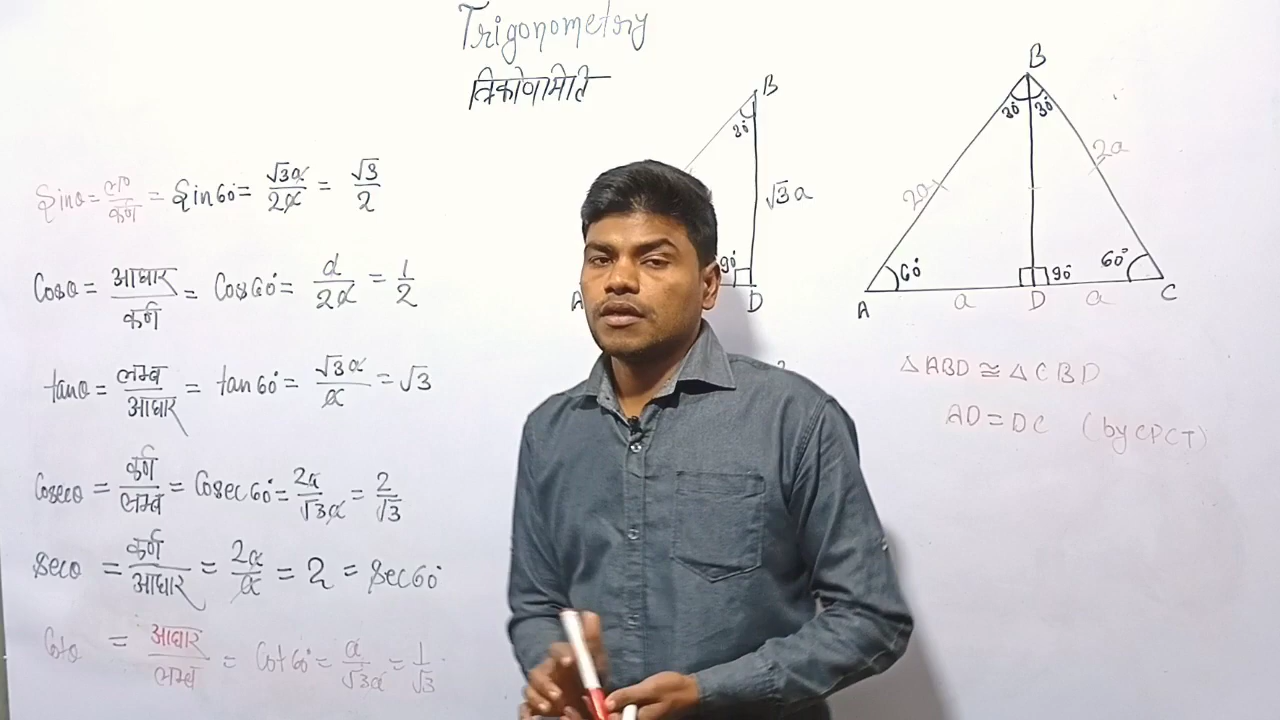 Trigonometry
त्रिकोणामिति
Sinθ = लम्ब/कर्ण = Sin60° = √3a/2a = √3/2
Cosθ = आधार/कर्ण = Cos60° = a/2a = 1/2
tanθ = लम्ब/आधार = tan60° = √3a/a = √3
Cosecθ = कर्ण/लम्ब = Cosec60° = 2a/√3a = 2/√3
Secθ = कर्ण/आधार = 2a/a = 2 = Sec60°
Cotθ = आधार/लम्ब = Cot60° = a/√3a = 1/√3
B
30°
√3a
90°
A D
B
30° 30°
2a 2a
60° 90° 60°
A a D a C
△ABD ≅ △CBD
AD = DC (by CPCT)